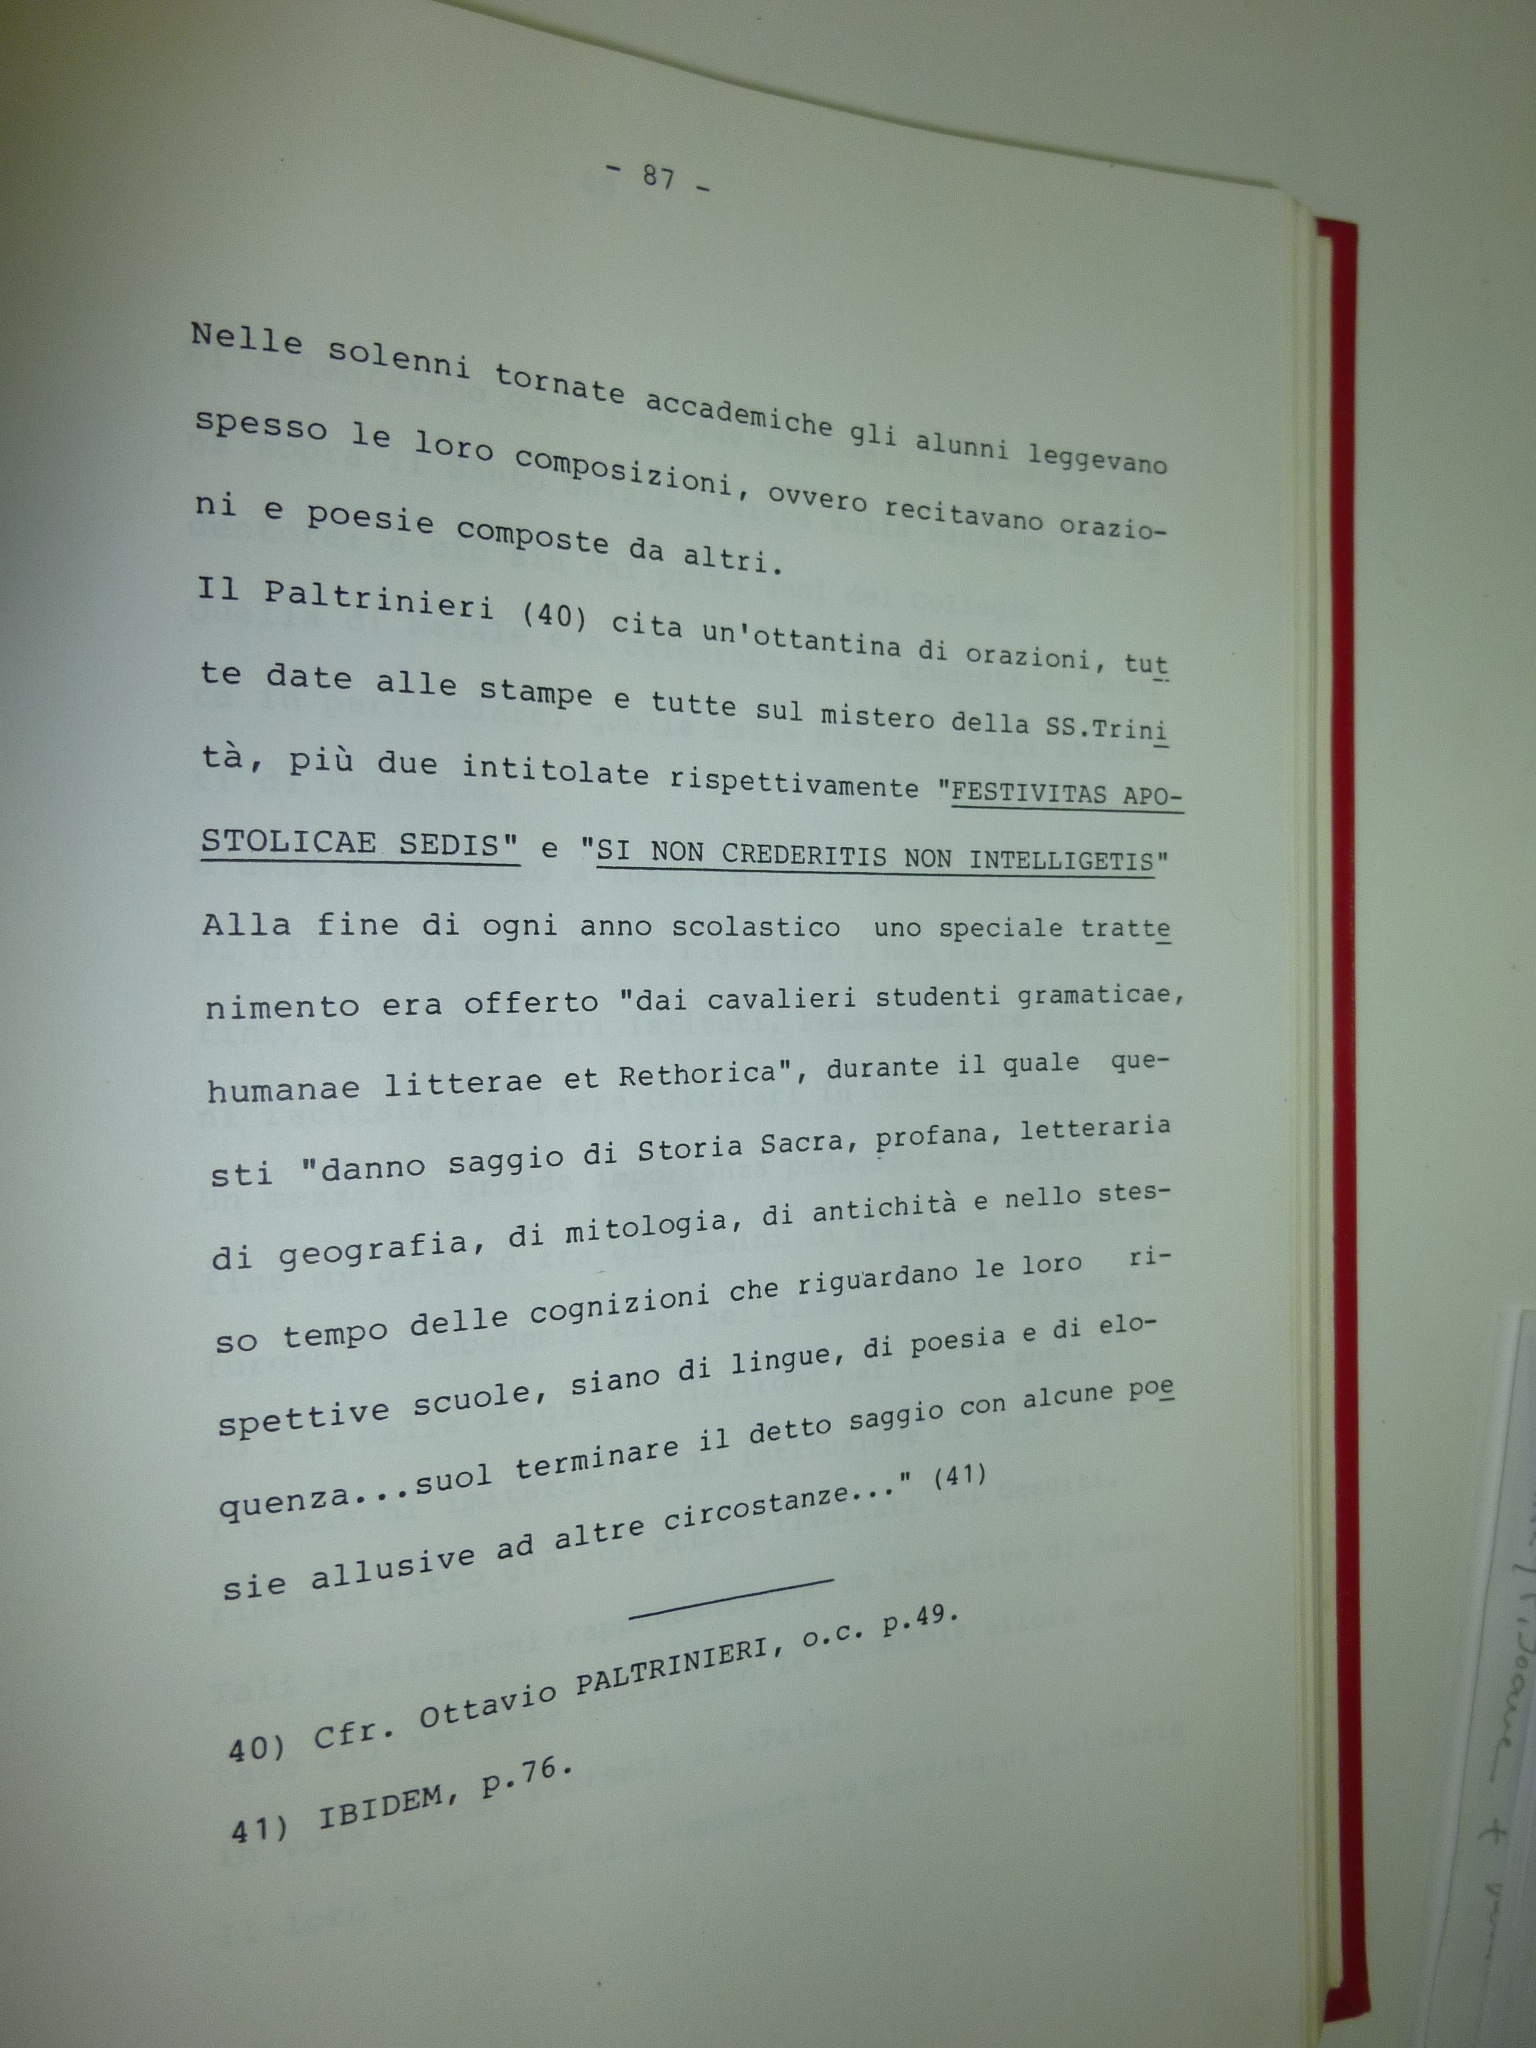 - 87 -
Nelle solenni tornate accademiche gli alunni leggevano
spesso le loro composizioni, ovvero recitavano orazio-
ni e poesie composte da altri.
Il Paltrinieri (40) cita un'ottantina di orazioni, tut
te date alle stampe e tutte sul mistero della SS.Trini
tà, più due intitolate rispettivamente "FESTIVITAS APO-
STOLICAE SEDIS" e "SI NON CREDERITIS NON INTELLIGETIS"
Alla fine di ogni anno scolastico uno speciale tratte
nimento era offerto "dai cavalieri studenti gramaticae,
humanae litterae et Rethorica", durante il quale que-
sti "danno saggio di Storia Sacra, profana, letteraria
di geografia, di mitologia, di antichità e nello stes-
so tempo delle cognizioni che riguardano le loro ri-
spettive scuole, siano di lingue, di poesia e di elo-
quenza...suol terminare il detto saggio con alcune poe
sie allusive ad altre circostanze..." (41)
40) Cfr. Ottavio PALTRINIERI, o.c. p.49.
41) IBIDEM, p.76.